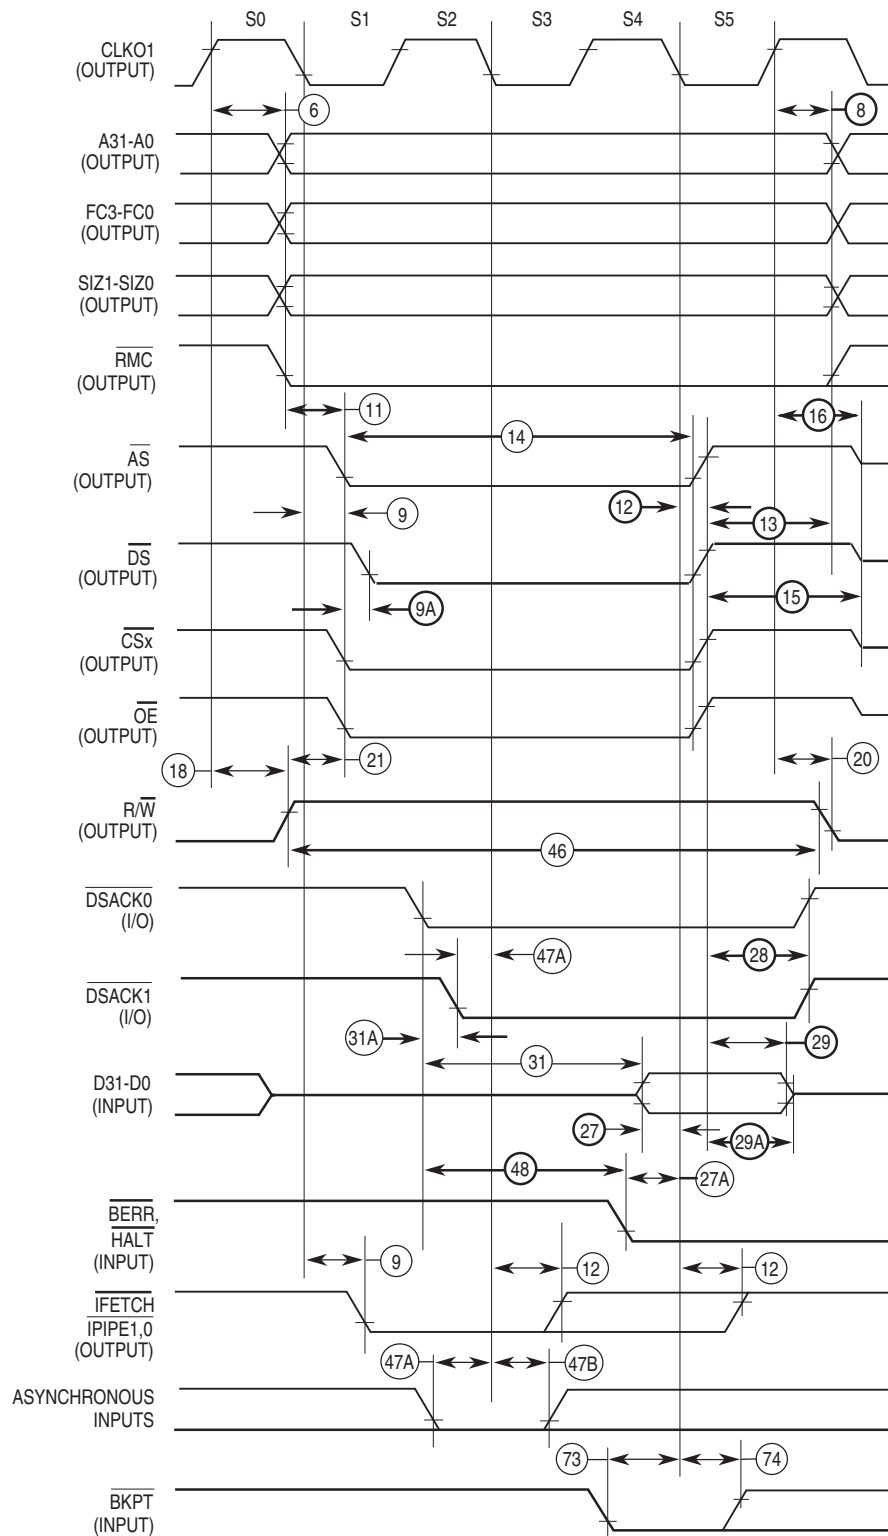 S0 S1 S2 S3 S4 S5
CLKO1
(OUTPUT)
6 8
A31-A0
(OUTPUT)
FC3-FC0
(OUTPUT)
SIZ1-SIZ0
(OUTPUT)
RMC
(OUTPUT)
11 16
14
AS
(OUTPUT)
9 12
13
DS
(OUTPUT)
9A 15
CSx
(OUTPUT)
OE
(OUTPUT)
18 21 20
R/W
(OUTPUT)
46
DSACK0
(I/O)
47A 28
DSACK1
(I/O)
31A 31 29
D31-D0
(INPUT)
27 29A
48 27A
BERR,
HALT
(INPUT)
9 12 12
IFETCH
IPIPE1,0
(OUTPUT)
47A 47B
ASYNCHRONOUS
INPUTS
73 74
BKPT
(INPUT)